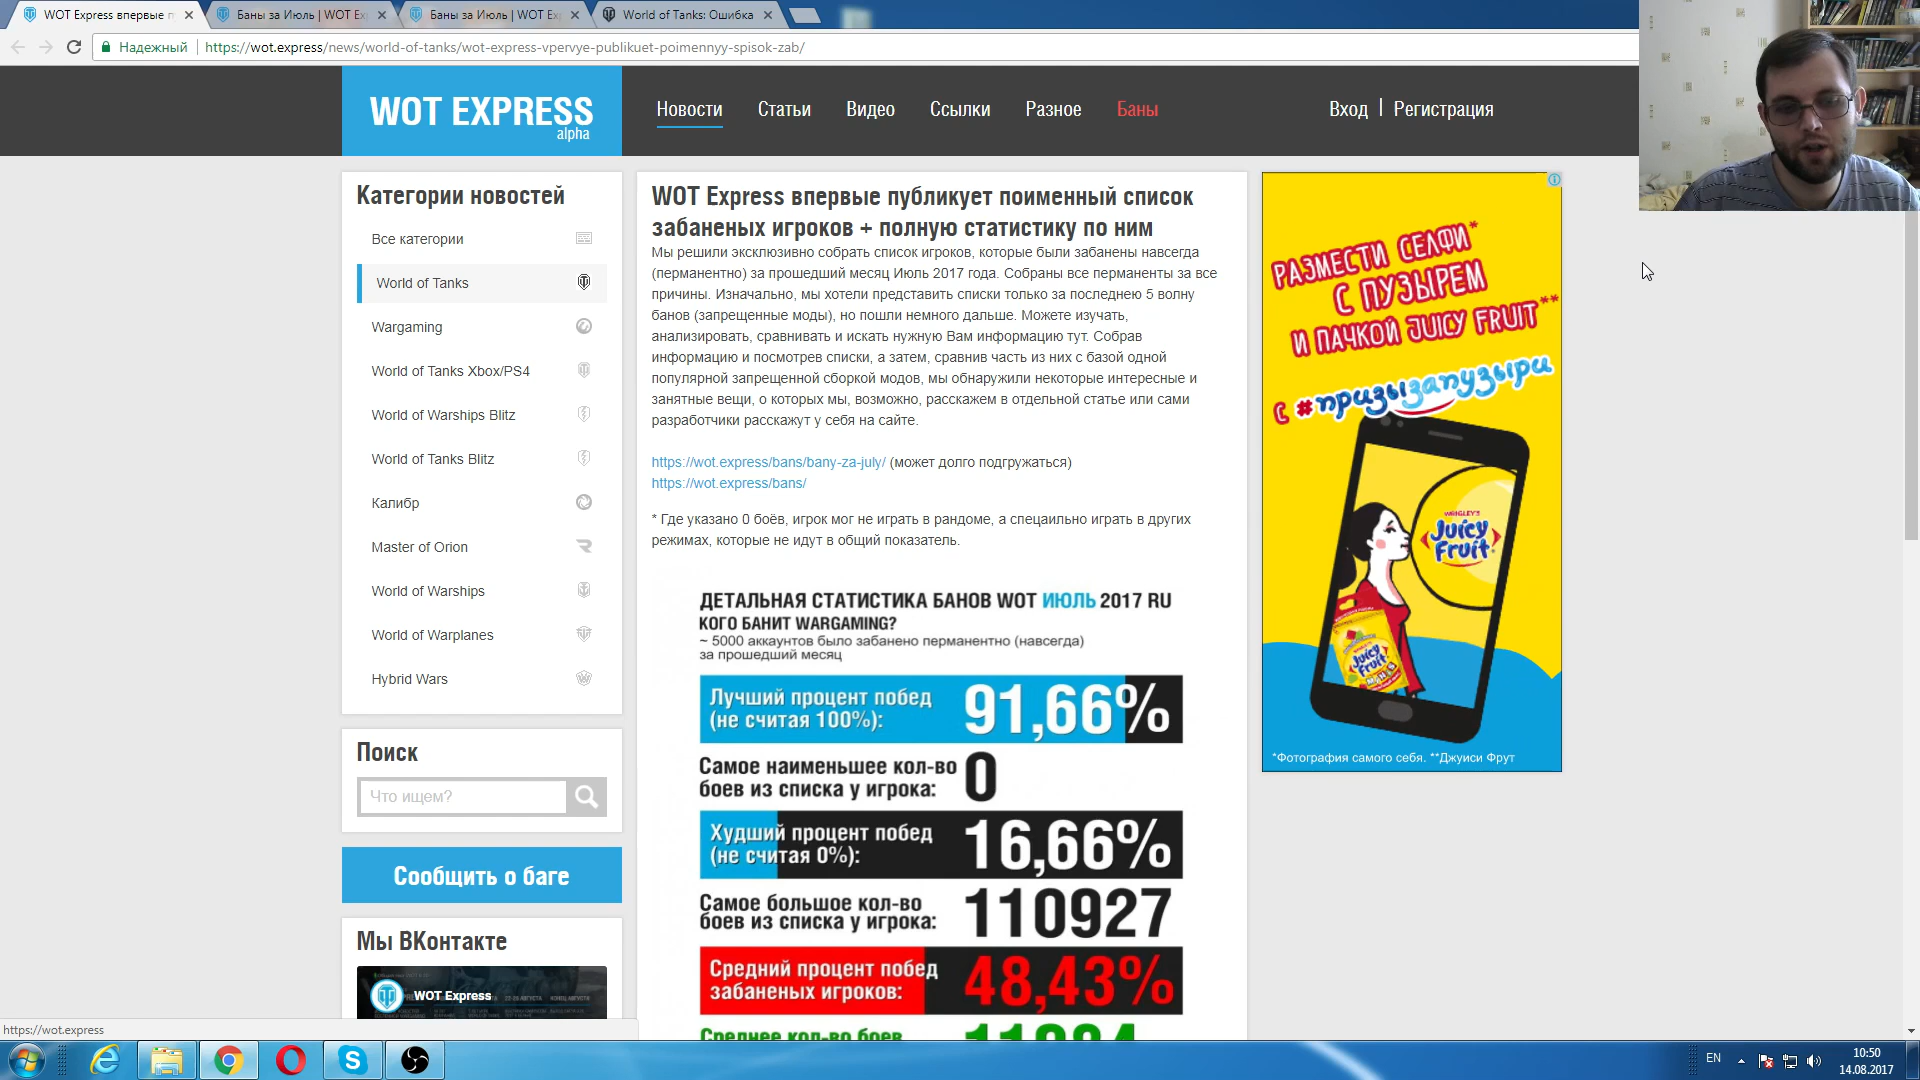 WOT Express впервые п
Баны за Июль | WOT Ex
Баны за Июль | WOT Ex
World of Tanks: Ошибка
Надежный
https://wot.express/news/world-of-tanks/wot-express-vpervye-publikuet-poimennyy-spisok-zab/
WOT EXPRESS
alpha
Новости
Статьи
Видео
Ссылки
Разное
Баны
Вход | Регистрация
Категории новостей
Все категории
World of Tanks
Wargaming
World of Tanks Xbox/PS4
World of Warships Blitz
World of Tanks Blitz
Калибр
Master of Orion
World of Warships
World of Warplanes
Hybrid Wars
Поиск
Что ищем?
Сообщить о баге
Мы ВКонтакте
WOT Express
WOT Express впервые публикует поименный список
забаненых игроков + полную статистику по ним
Мы решили эксклюзивно собрать список игроков, которые были забанены навсегда
(перманентно) за прошедший месяц Июль 2017 года. Собраны все перманенты за все
причины. Изначально, мы хотели представить списки только за последнею 5 волну
банов (запрещенные моды), но пошли немного дальше. Можете изучать,
анализировать, сравнивать и искать нужную Вам информацию тут. Собрав
информацию и посмотрев списки, а затем, сравнив часть из них с базой одной
популярной запрещенной сборкой модов, мы обнаружили некоторые интересные и
занятные вещи, о которых мы, возможно, расскажем в отдельной статье или сами
разработчики расскажут у себя на сайте.
https://wot.express/bans/bany-za-july/ (может долго подгружаться)
https://wot.express/bans/
* Где указано 0 боёв, игрок мог не играть в рандоме, а спецаильно играть в других
режимах, которые не идут в общий показатель.
ДЕТАЛЬНАЯ СТАТИСТИКА БАНОВ WOT ИЮЛЬ 2017 RU
КОГО БАНИТ WARGAMING?
~ 5000 аккаунтов было забанено перманентно (навсегда)
за прошедший месяц
Лучший процент побед
(не считая 100%):
91,66%
Самое наименьшее кол-во
боев из списка у игрока:
0
Худший процент побед
(не считая 0%):
16,66%
Самое большое кол-во
боев из списка у игрока:
110927
Средний процент побед
забаненых игроков:
48,43%
Среднее кол-во боев
РАЗМЕСТИ СЕЛФИ*
С ПУЗЫРЕМ
И ПАЧКОЙ JUICY FRUIT**
С #призызапузыри
WRIGLEY'S
Juicy
Fruit
Juicy
Fruit
MINIS
*Фотография самого себя. **Джуиси Фрут
https://wot.express
EN
10:50
14.08.2017